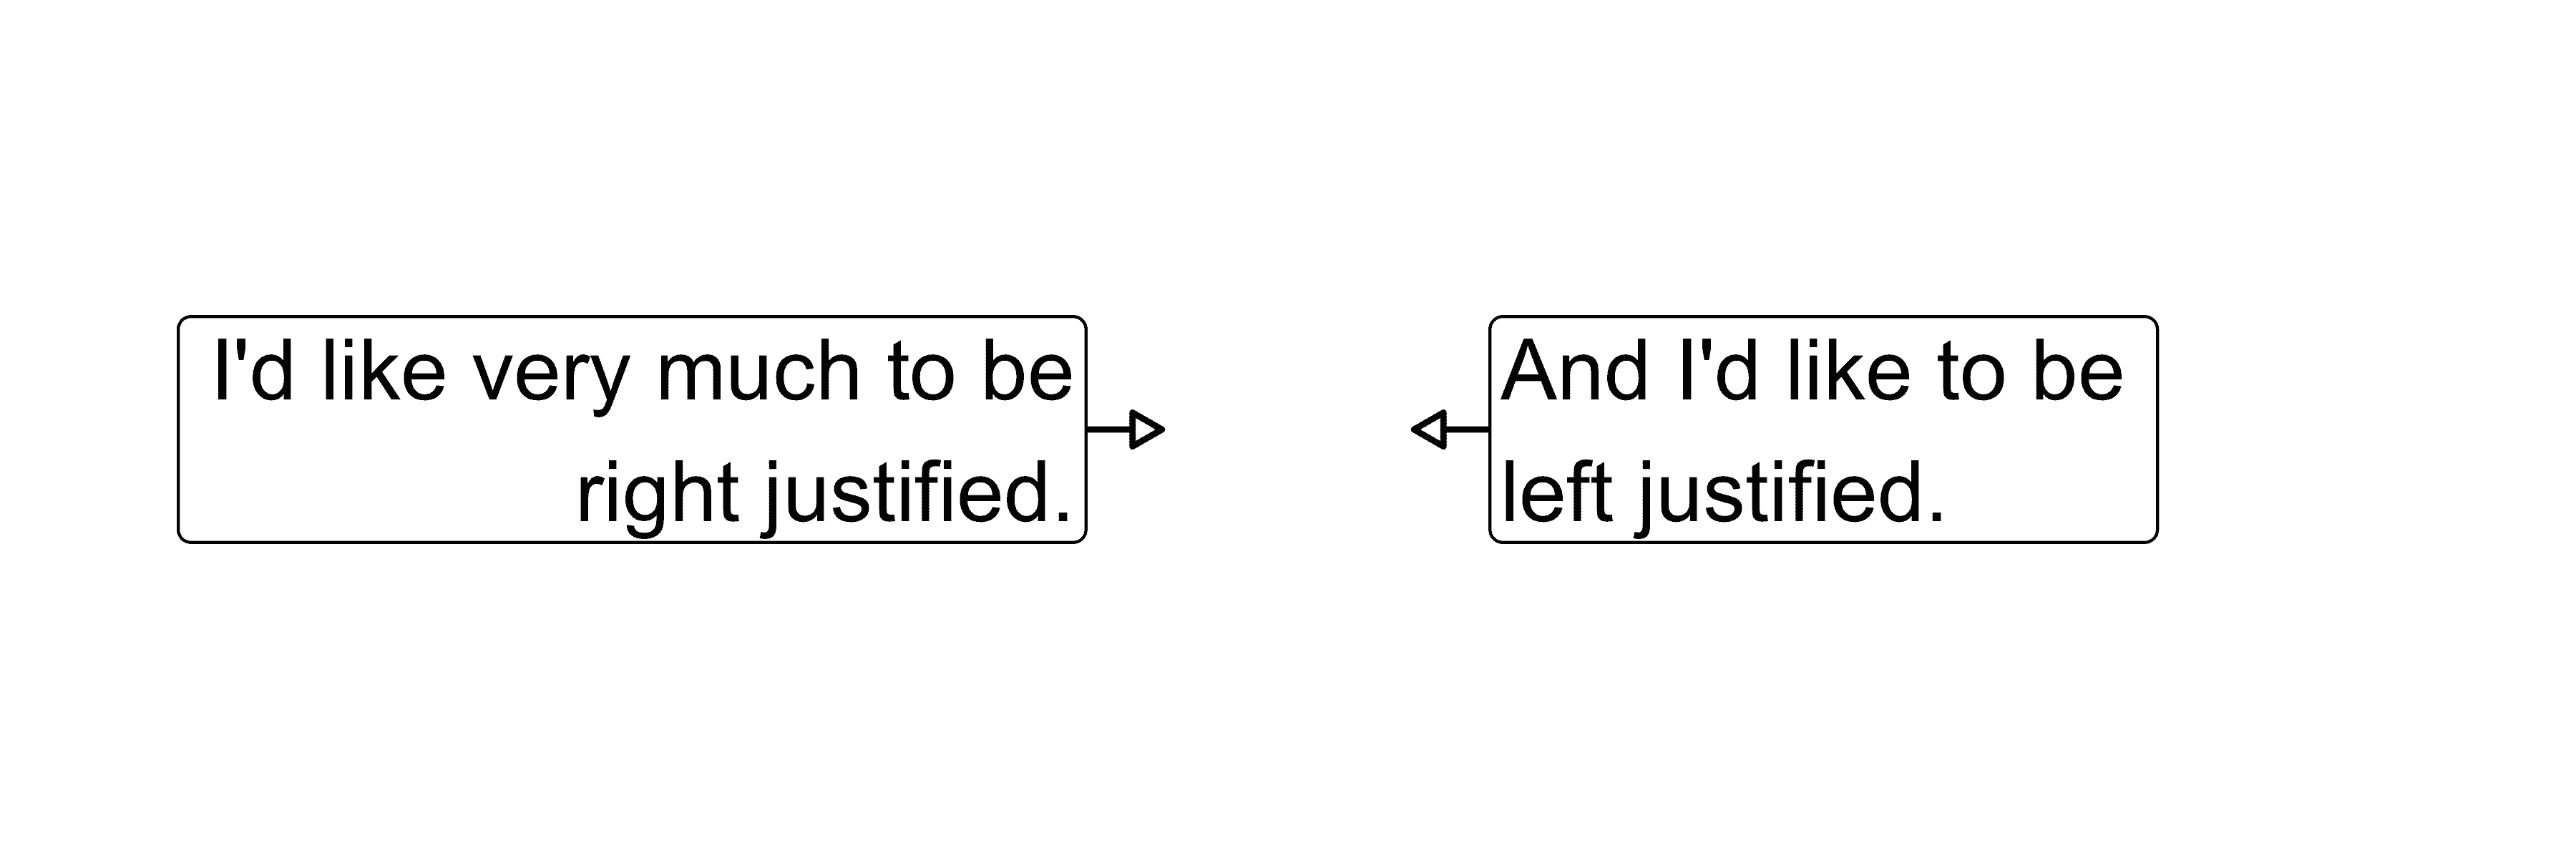 I'd like very much to be
right justified.
And I'd like to be
left justified.